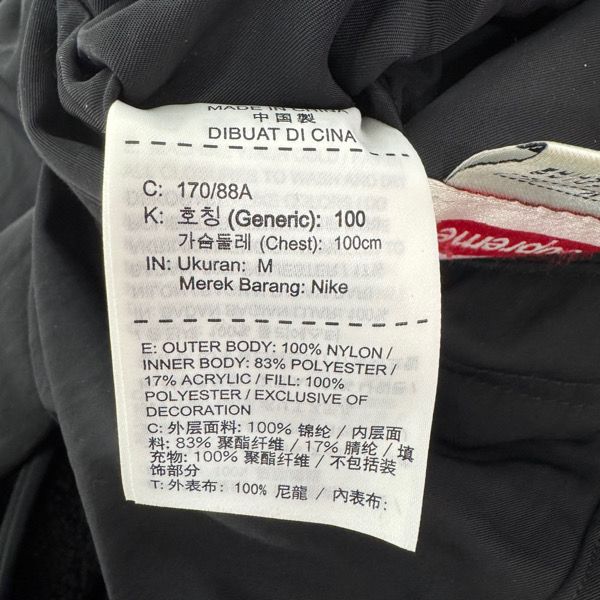 MADE IN CHINA
中国製
DIBUAT DI CINA
C: 170/88A
K: 호칭 (Generic): 100
가슴둘레 (Chest): 100cm
IN: Ukuran: M
Merek Barang: Nike
E: OUTER BODY: 100% NYLON /
INNER BODY: 83% POLYESTER /
17% ACRYLIC / FILL: 100%
POLYESTER / EXCLUSIVE OF
DECORATION
C: 外层面料: 100% 锦纶 / 内层面
料: 83% 聚酯纤维 / 17% 腈纶 / 填
充物: 100% 聚酯纤维 / 不包括装
饰部分
T: 外表布: 100% 尼龍 / 內表布:
Supreme